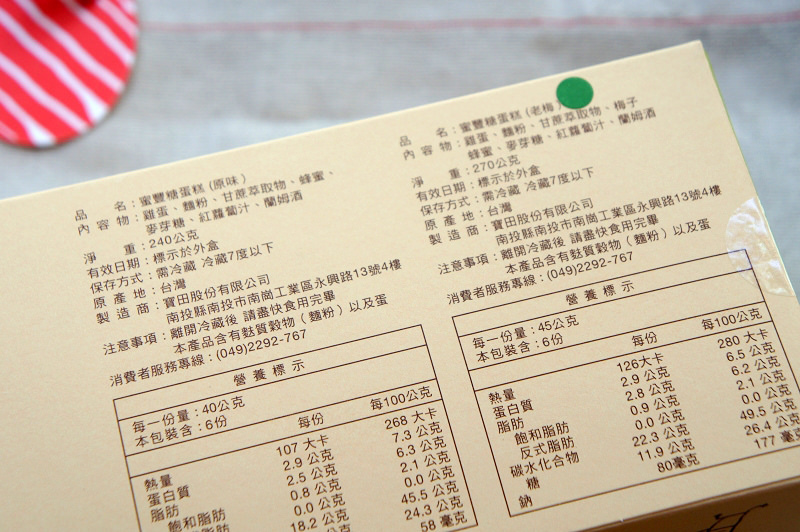 品名：蜜豐糖蛋糕 (原味)
內容物：雞蛋、麵粉、甘蔗萃取物、蜂蜜、
麥芽糖、紅蘿蔔汁、蘭姆酒
淨重：240公克
有效日期：標示於外盒
保存方式：需冷藏 冷藏7度以下
原產地：台灣
製造商：寶田股份有限公司
南投縣南投市南崗工業區永興路13號4樓
注意事項：離開冷藏後 請盡快食用完畢
本產品含有麩質穀物（麵粉）以及蛋
消費者服務專線：(049)2292-767
營養標示
每一份量：40公克
本包裝含：6份
每份 每100公克
熱量 107 大卡 268 大卡
蛋白質 2.9 公克 7.3 公克
脂肪 2.5 公克 6.3 公克
飽和脂肪 0.8 公克 2.1 公克
0.0 公克 0.0 公克
18.2 公克 45.5 公克
24.3 公克
58 毫克
品名：蜜豐糖蛋糕 (老梅
內容物：雞蛋、麵粉、甘蔗萃取物、梅子
蜂蜜、麥芽糖、紅蘿蔔汁、蘭姆酒
淨重：270公克
有效日期：標示於外盒
保存方式：需冷藏 冷藏7度以下
原產地：台灣
製造商：寶田股份有限公司
南投縣南投市南崗工業區永興路13號4樓
注意事項：離開冷藏後 請盡快食用完畢
本產品含有麩質穀物（麵粉）以及蛋
消費者服務專線：(049)2292-767
營養標示
每一份量：45公克
本包裝含：6份
每份 每100公克
熱量 126大卡 280 大卡
蛋白質 2.9 公克 6.5 公克
脂肪 2.8 公克 6.2 公克
飽和脂肪 0.9 公克 2.1 公克
反式脂肪 0.0 公克 0.0 公克
碳水化合物 22.3 公克 49.5 公克
糖 11.9 公克 26.4 公克
鈉 80毫克 177 毫克